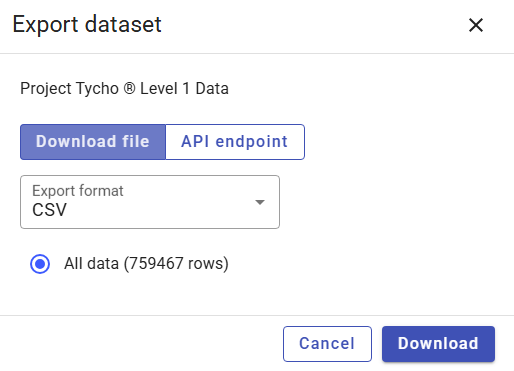 Export dataset
Project Tycho ® Level 1 Data
Download file
API endpoint
Export format
CSV
All data (759467 rows)
Cancel
Download